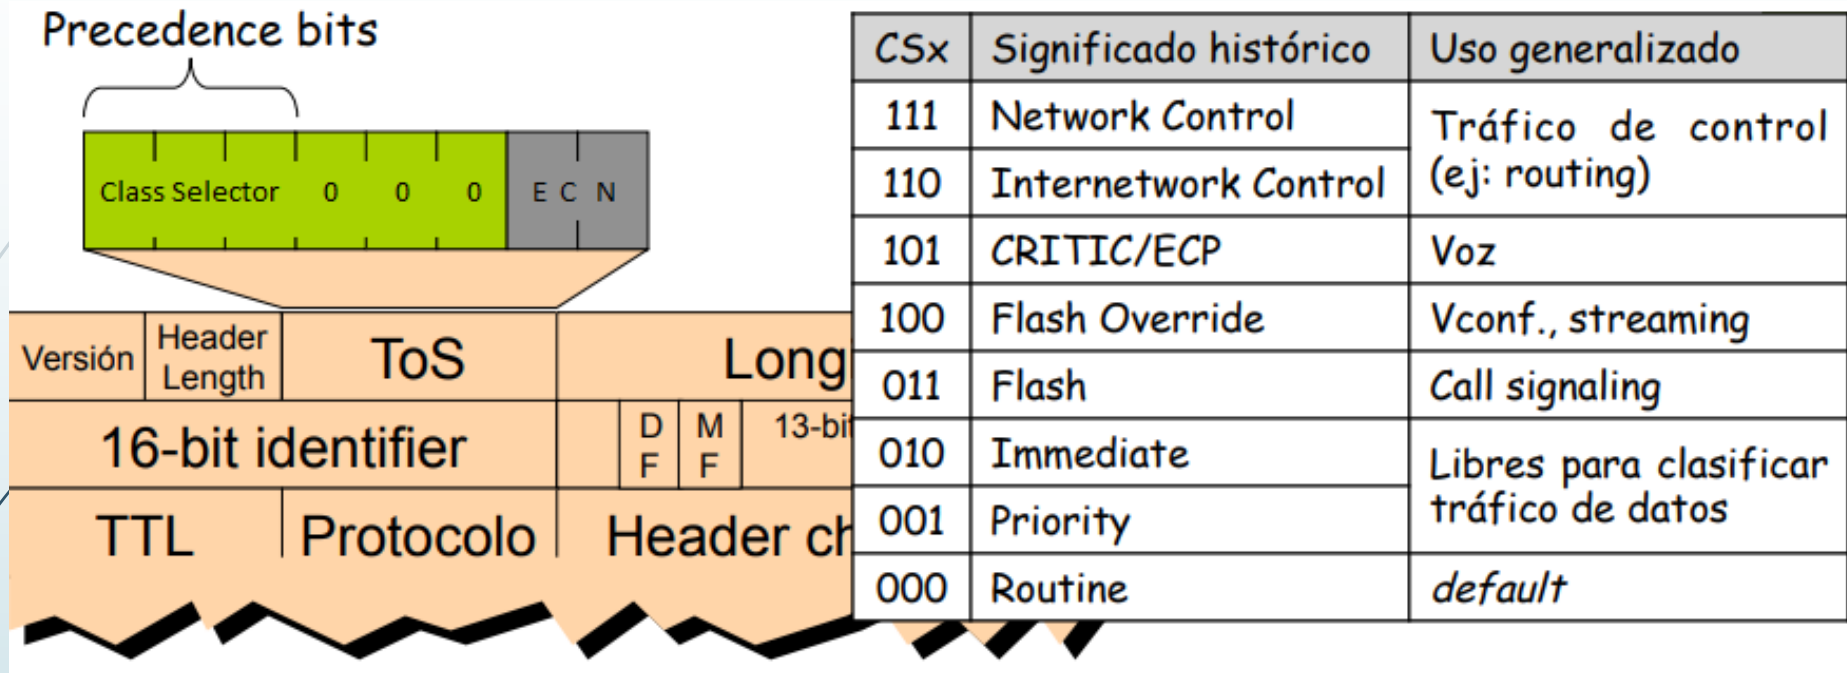 Precedence bits
Class Selector 0 0 0 E C N
Versión
Header
Length
ToS
Long
16-bit identifier
D
F
M
F
13-bit
TTL
Protocolo
Header ch
CSx Significado histórico Uso generalizado
111 Network Control
Tráfico de control
(ej: routing)
110 Internetwork Control
101 CRITIC/ECP Voz
100 Flash Override Vconf., streaming
011 Flash Call signaling
010 Immediate
Libres para clasificar
tráfico de datos
001 Priority
000 Routine default